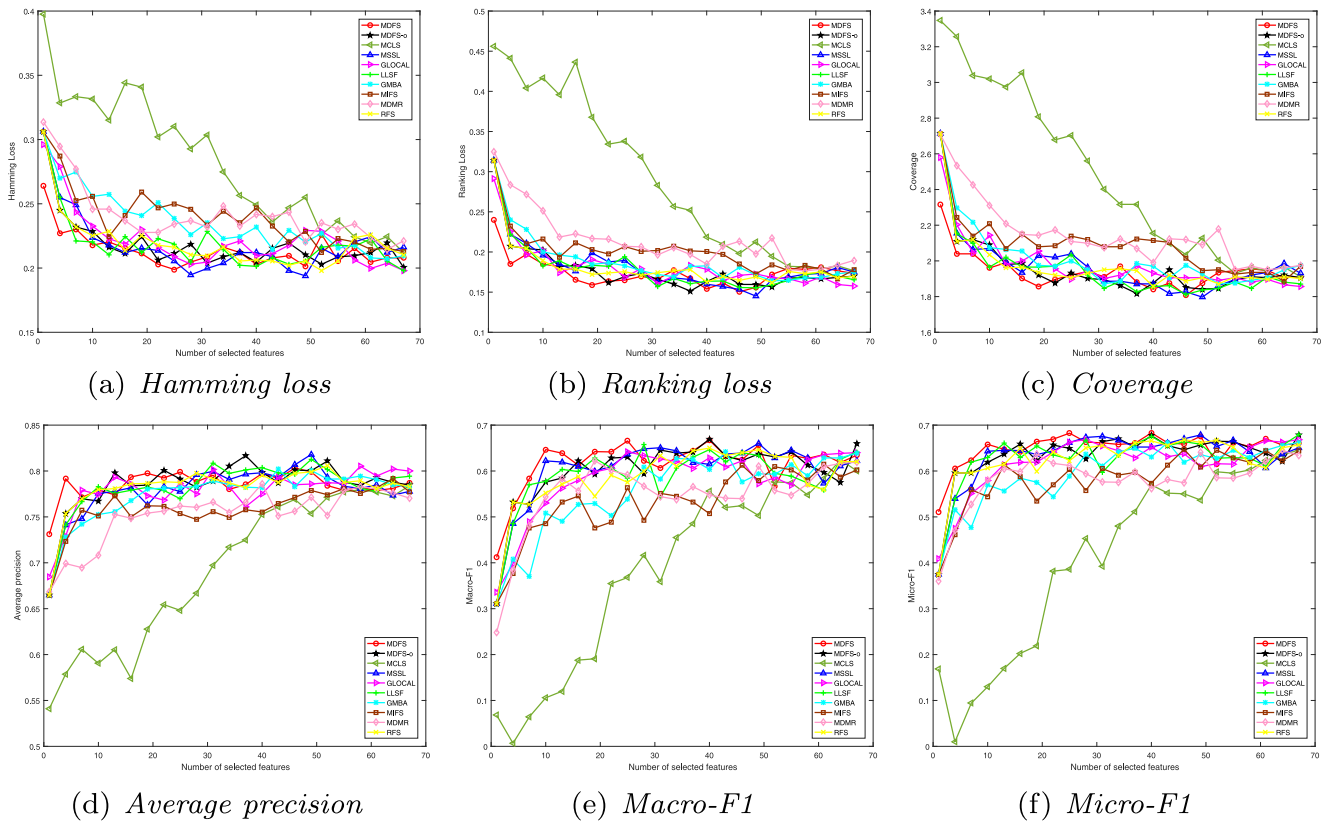 0.4
0.35
0.3
0.25
0.2
0.15
Hamming Loss
0 10 20 30 40 50 60 70
Number of selected features
MDFS
MDFS-o
MCLS
MSSL
GLOCAL
LLSF
GMBA
MIFS
MDMR
RFS
(a) Hamming loss
0.5
0.45
0.4
0.35
0.3
0.25
0.2
0.15
0.1
Ranking Loss
0 10 20 30 40 50 60 70
Number of selected features
MDFS
MDFS-o
MCLS
MSSL
GLOCAL
LLSF
GMBA
MIFS
MDMR
RFS
(b) Ranking loss
3.4
3.2
3
2.8
2.6
2.4
2.2
2
1.8
1.6
Coverage
0 10 20 30 40 50 60 70
Number of selected features
MDFS
MDFS-o
MCLS
MSSL
GLOCAL
LLSF
GMBA
MIFS
MDMR
RFS
(c) Coverage
0.85
0.8
0.75
0.7
0.65
0.6
0.55
0.5
Average precision
0 10 20 30 40 50 60 70
Number of selected features
MDFS
MDFS-o
MCLS
MSSL
GLOCAL
LLSF
GMBA
MIFS
MDMR
RFS
(d) Average precision
0.7
0.6
0.5
0.4
0.3
0.2
0.1
0
Macro-F1
0 10 20 30 40 50 60 70
Number of selected features
MDFS
MDFS-o
MCLS
MSSL
GLOCAL
LLSF
GMBA
MIFS
MDMR
RFS
(e) Macro-F1
0.7
0.6
0.5
0.4
0.3
0.2
0.1
0
Micro-F1
0 10 20 30 40 50 60 70
Number of selected features
MDFS
MDFS-o
MCLS
MSSL
GLOCAL
LLSF
GMBA
MIFS
MDMR
RFS
(f) Micro-F1